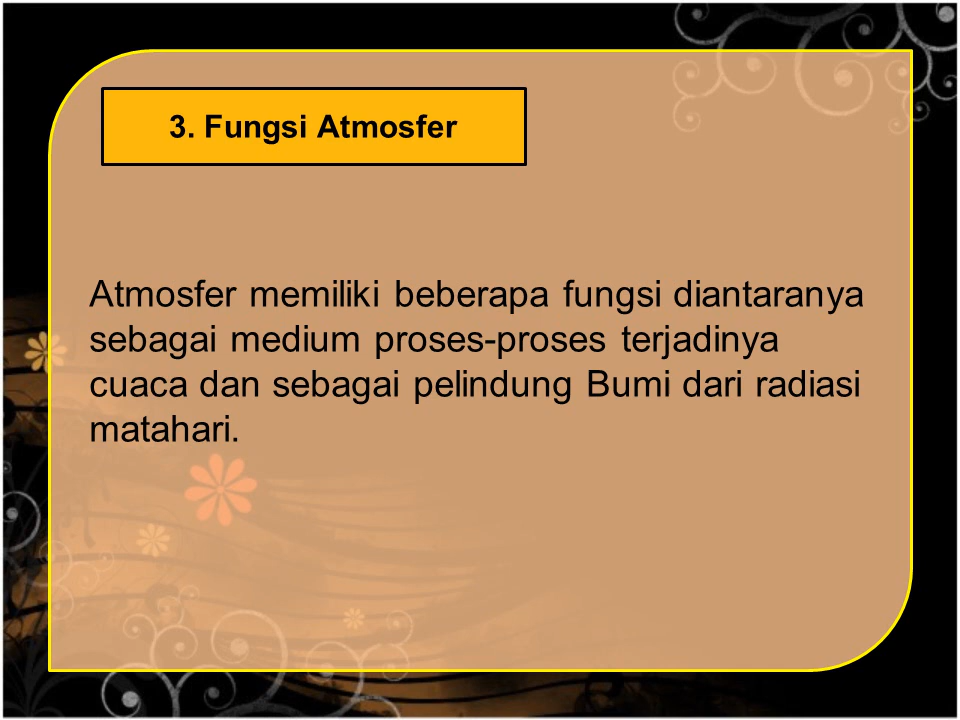 3. Fungsi Atmosfer
Atmosfer memiliki beberapa fungsi diantaranya
sebagai medium proses-proses terjadinya
cuaca dan sebagai pelindung Bumi dari radiasi
matahari.